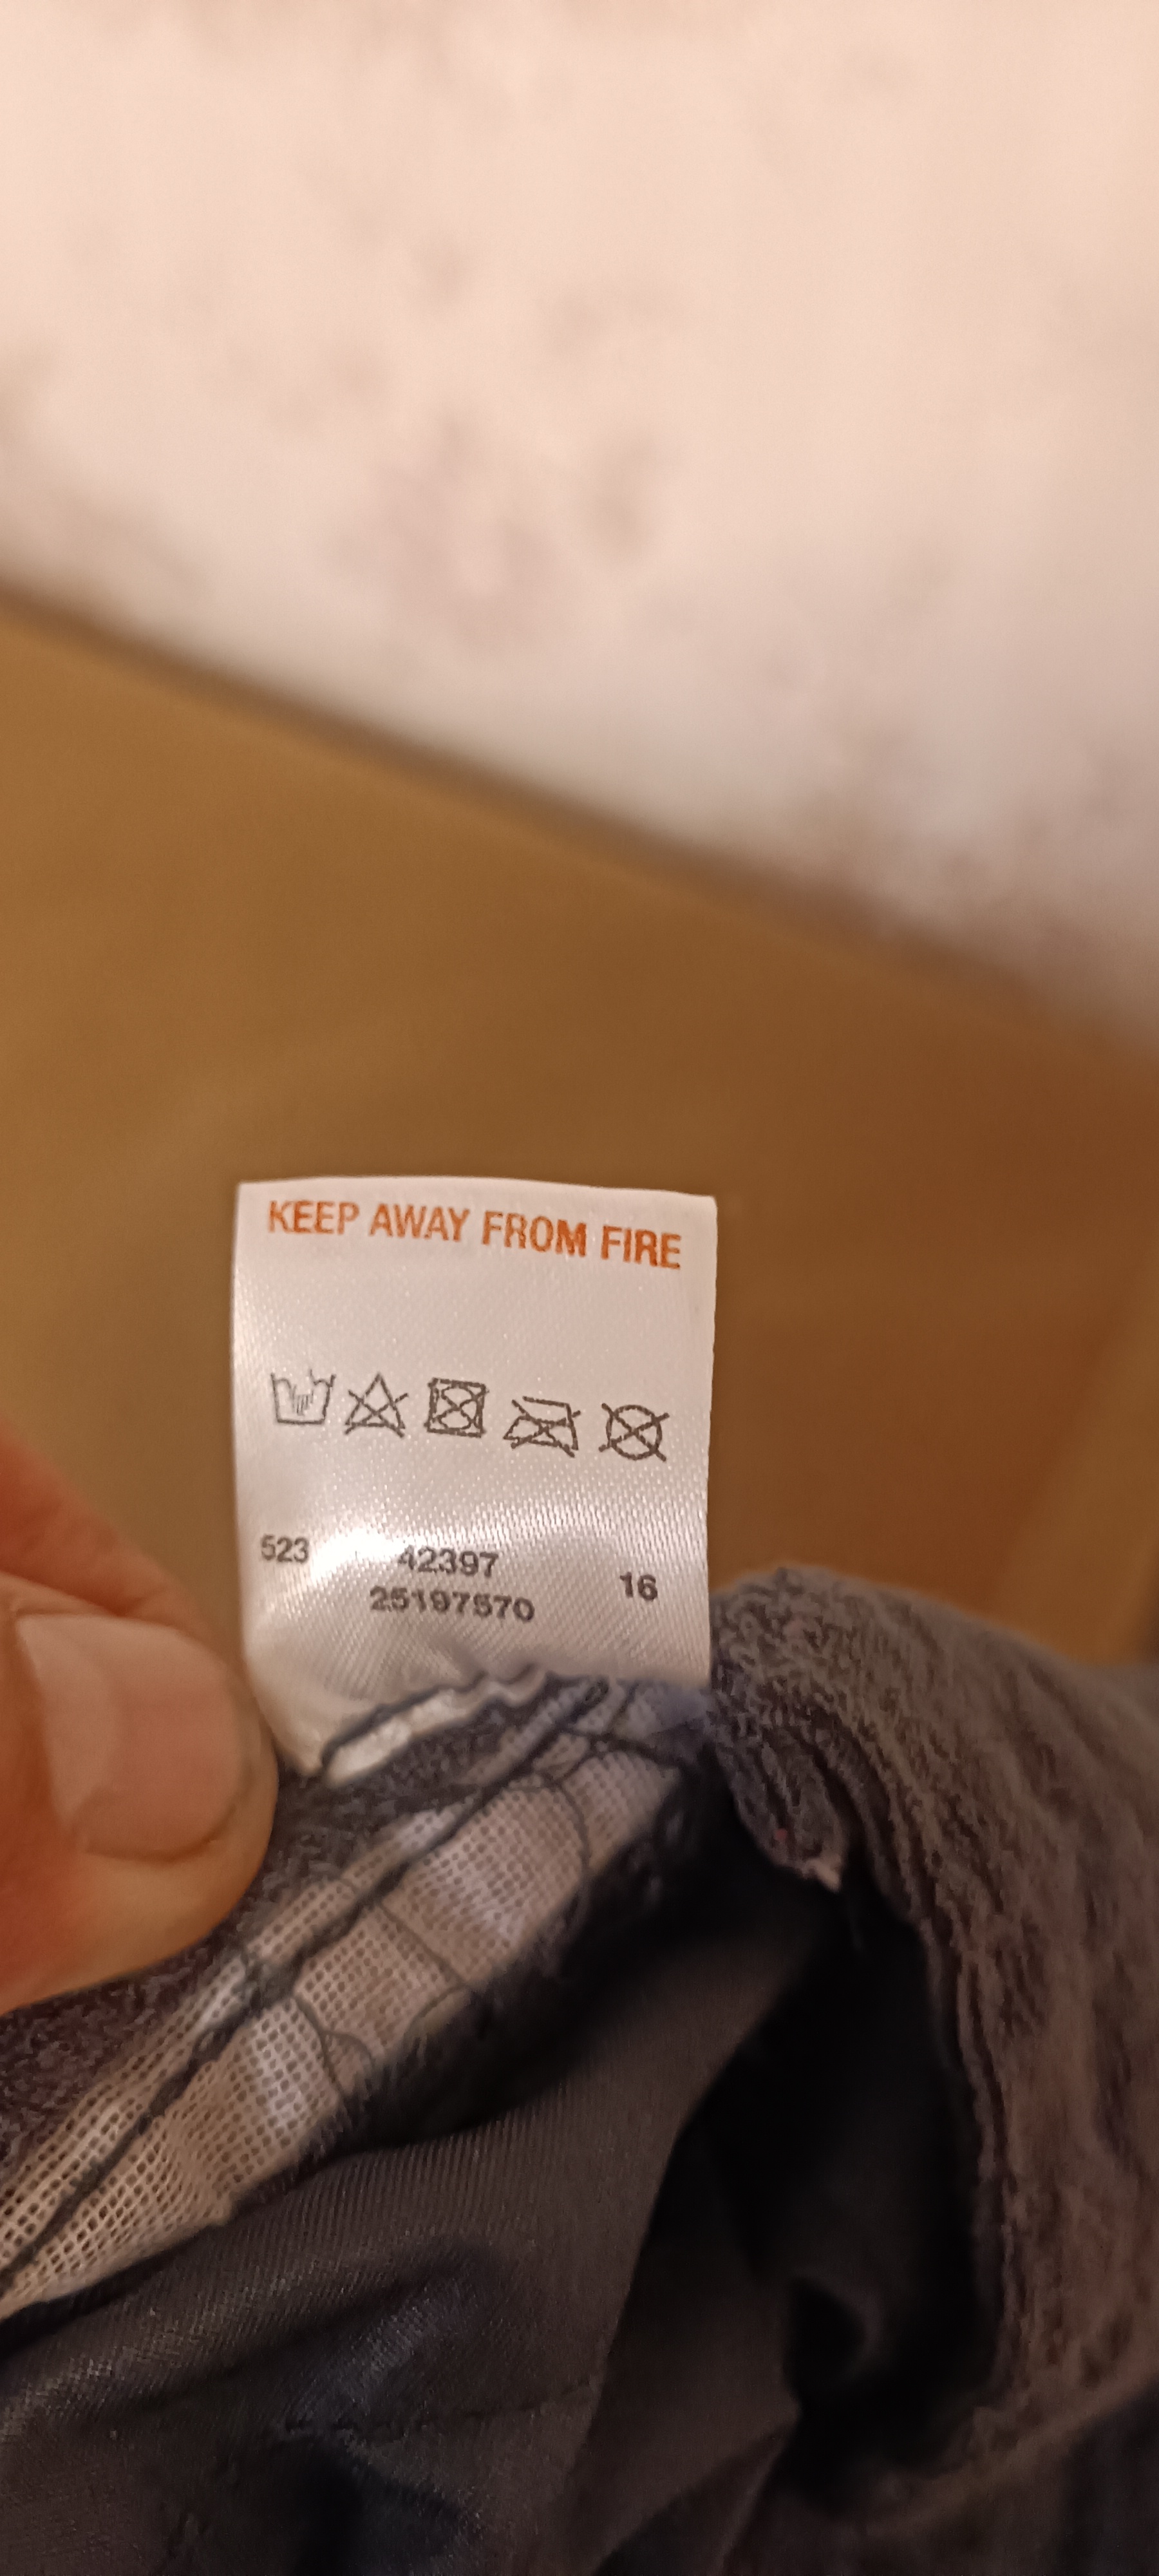 KEEP AWAY FROM FIRE
523 42397 16
25197570